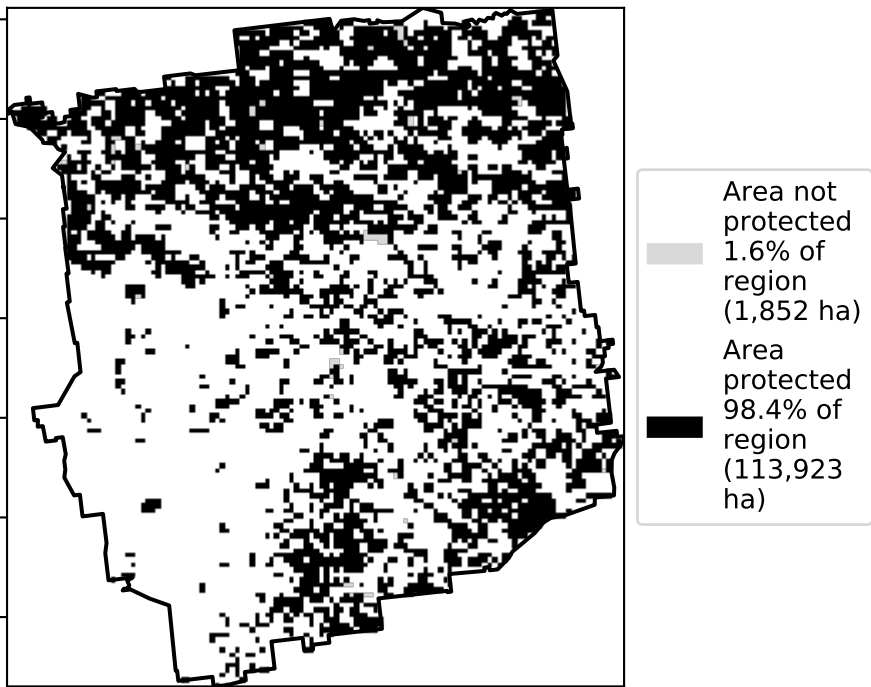 Area not
protected
1.6% of
region
(1,852 ha)
Area
protected
98.4% of
region
(113,923
ha)